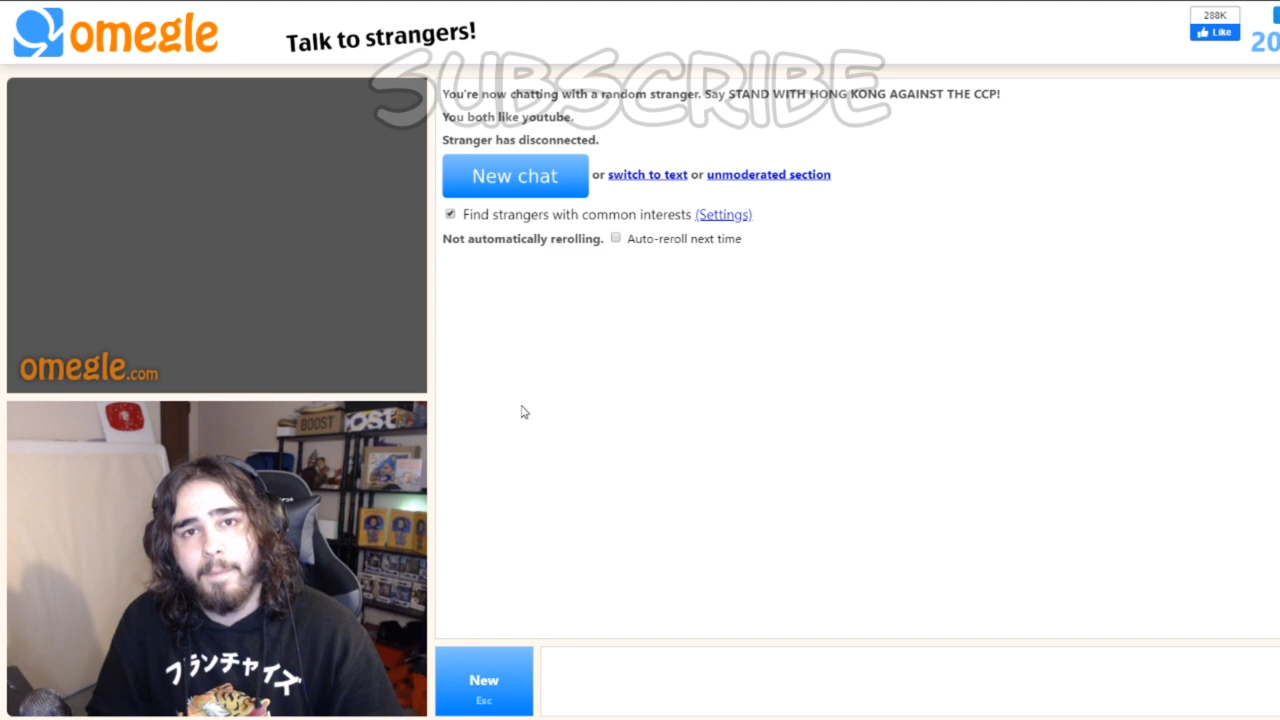 omegle
Talk to strangers!
288K
Like
20
SUBSCRIBE
You're now chatting with a random stranger. Say STAND WITH HONG KONG AGAINST THE CCP!
You both like youtube.
Stranger has disconnected.
New chat or switch to text or unmoderated section
Find strangers with common interests (Settings)
Not automatically rerolling. Auto-reroll next time
omegle.com
BOOST
OST
フランチャイズ
New
Esc